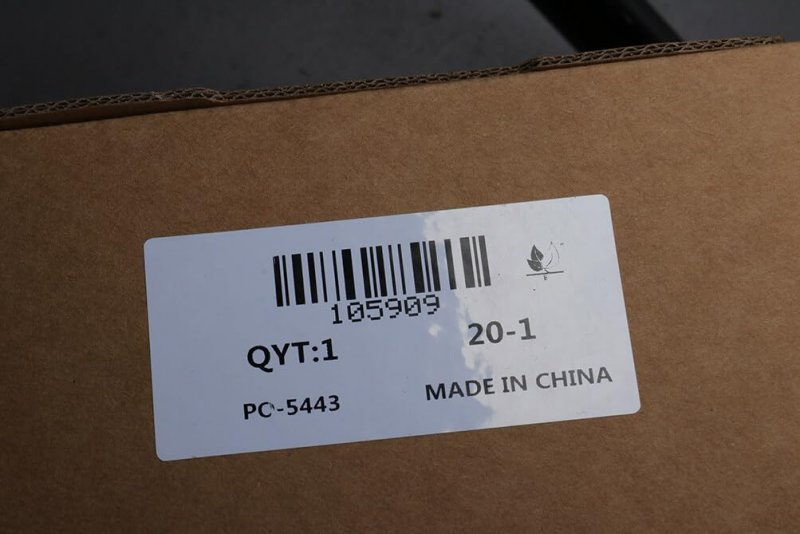 105909
QYT:1
20-1
PO-5443
MADE IN CHINA